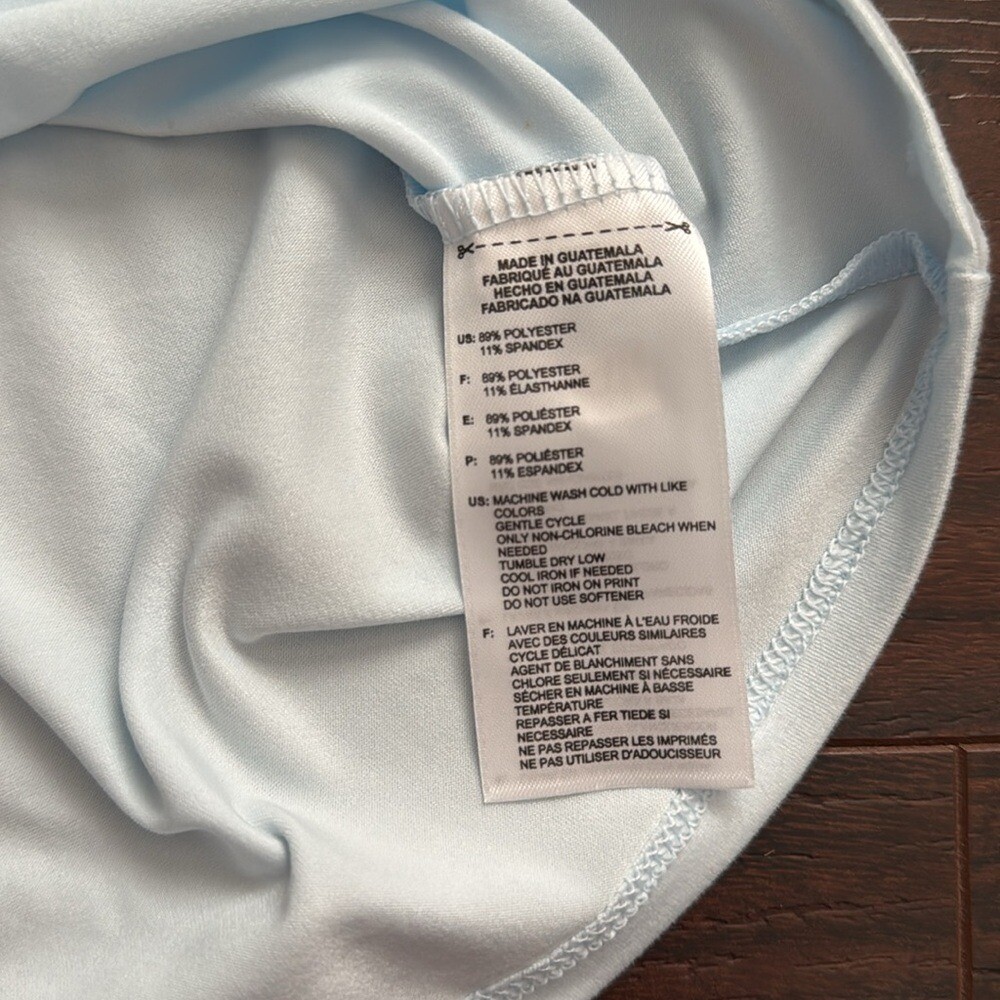 MADE IN GUATEMALA
FABRIQUÉ AU GUATEMALA
HECHO EN GUATEMALA
FABRICADO NA GUATEMALA
US: 89% POLYESTER
11% SPANDEX
F: 89% POLYESTER
11% ÉLASTHANNE
E: 89% POLIÉSTER
11% SPANDEX
P: 89% POLIÉSTER
11% ESPANDEX
US: MACHINE WASH COLD WITH LIKE
COLORS
GENTLE CYCLE
ONLY NON-CHLORINE BLEACH WHEN
NEEDED
TUMBLE DRY LOW
COOL IRON IF NEEDED
DO NOT IRON ON PRINT
DO NOT USE SOFTENER
F: LAVER EN MACHINE À L'EAU FROIDE
AVEC DES COULEURS SIMILAIRES
CYCLE DÉLICAT
AGENT DE BLANCHIMENT SANS
CHLORE SEULEMENT SI NÉCESSAIRE
SÉCHER EN MACHINE À BASSE
TEMPÉRATURE
REPASSER A FER TIEDE SI
NECESSAIRE
NE PAS REPASSER LES IMPRIMÉS
NE PAS UTILISER D'ADOUCISSEUR